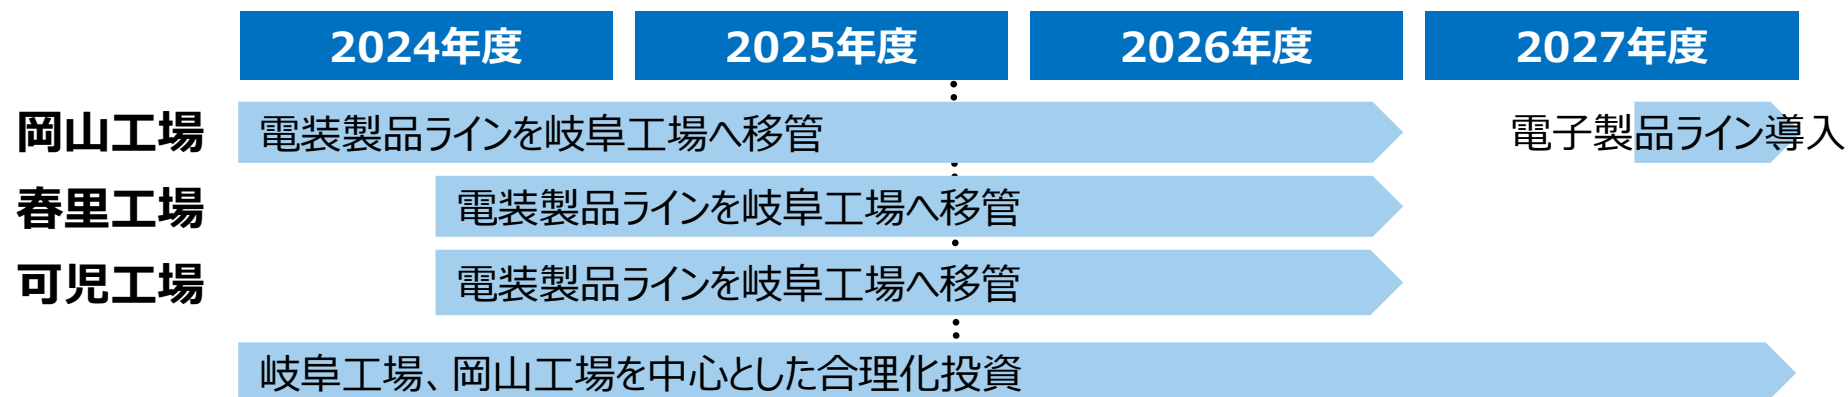 2024年度 2025年度 2026年度 2027年度
岡山工場 電装製品ラインを岐阜工場へ移管 電子製品ライン導入
春里工場 電装製品ラインを岐阜工場へ移管
可児工場 電装製品ラインを岐阜工場へ移管
岐阜工場、岡山工場を中心とした合理化投資